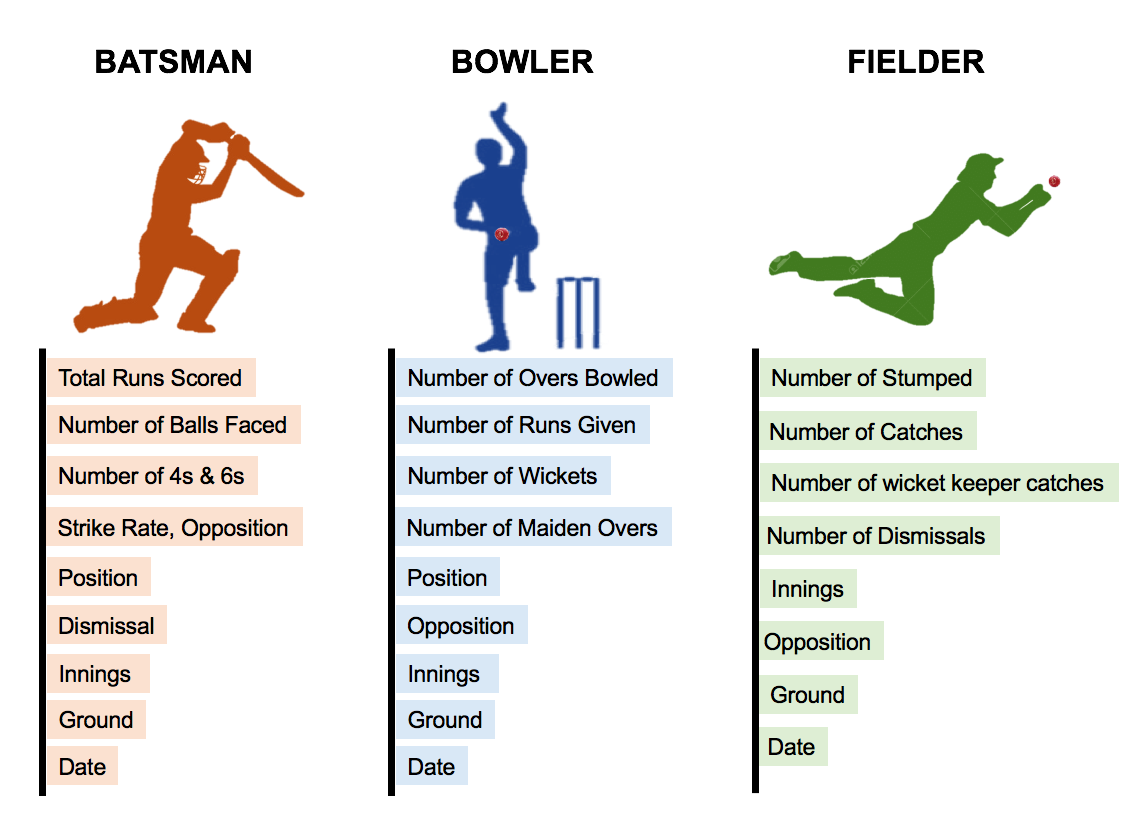 BATSMAN
BOWLER
FIELDER
Total Runs Scored
Number of Balls Faced
Number of 4s & 6s
Strike Rate, Opposition
Position
Dismissal
Innings
Ground
Date
Number of Overs Bowled
Number of Runs Given
Number of Wickets
Number of Maiden Overs
Position
Opposition
Innings
Ground
Date
Number of Stumped
Number of Catches
Number of wicket keeper catches
Number of Dismissals
Innings
Opposition
Ground
Date